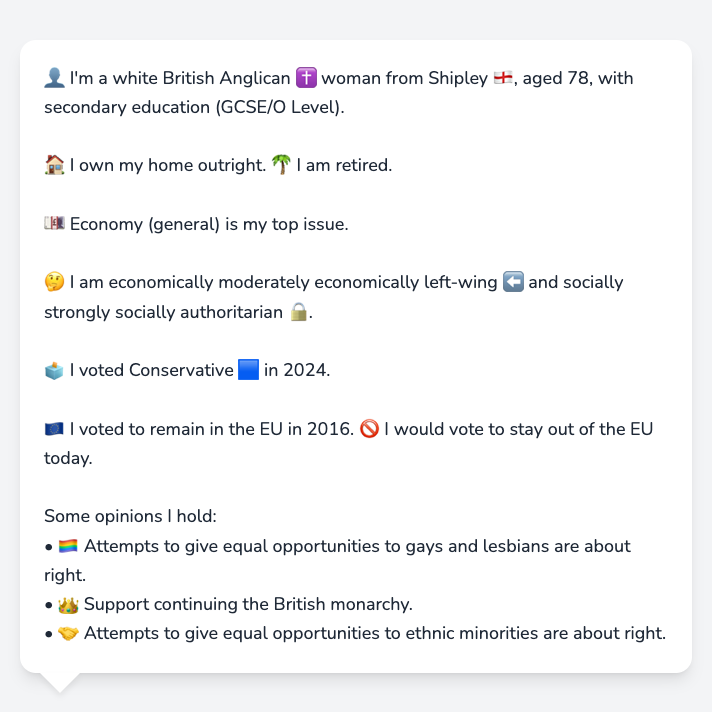 👤 I'm a white British Anglican ✝️ woman from Shipley 🏴󠁧󠁢󠁥󠁮󠁧󠁿, aged 78, with
secondary education (GCSE/O Level).
🏠 I own my home outright. 🌴 I am retired.
💷 Economy (general) is my top issue.
🤔 I am economically moderately economically left-wing ⬅️ and socially
strongly socially authoritarian 🔒.
🗳️ I voted Conservative 🟦 in 2024.
🇪🇺 I voted to remain in the EU in 2016. 🚫 I would vote to stay out of the EU
today.
Some opinions I hold:
• 🏳️‍🌈 Attempts to give equal opportunities to gays and lesbians are about
right.
• 👑 Support continuing the British monarchy.
• 🤝 Attempts to give equal opportunities to ethnic minorities are about right.